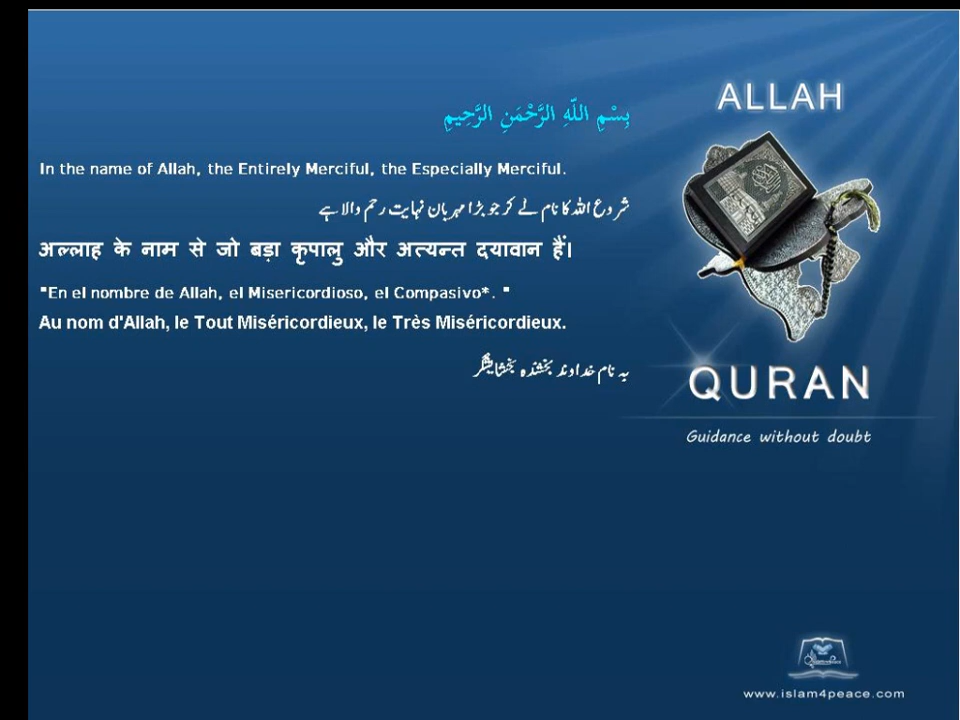 بِسْمِ اللّهِ الرَّحْمَنِ الرَّحِيمِ
In the name of Allah, the Entirely Merciful, the Especially Merciful.
شروع اللہ کا نام لے کر جو بڑا مہربان نہایت رحم والا ہے
अल्लाह के नाम से जो बड़ा कृपालु और अत्यन्त दयावान हैं।
"En el nombre de Allah, el Misericordioso, el Compasivo*. "
Au nom d'Allah, le Tout Miséricordieux, le Très Miséricordieux.
به نام خداوند بخشنده بخشایشگر
ALLAH
QURAN
Guidance without doubt
www.islam4peace.com